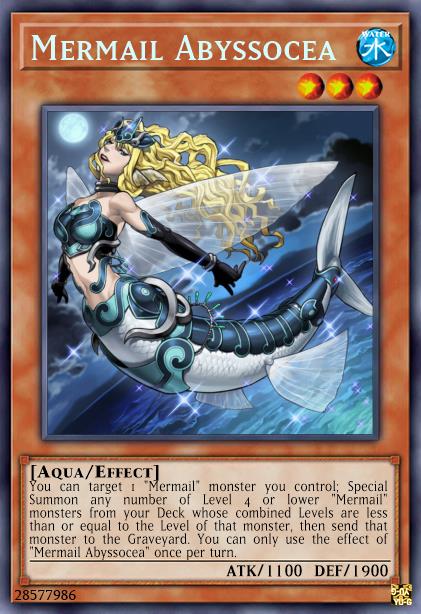 Mermail Abyssocea
WATER
水
[Aqua/Effect]
You can target 1 "Mermail" monster you control; Special
Summon any number of Level 4 or lower "Mermail"
monsters from your Deck whose combined Levels are less
than or equal to the Level of that monster, then send that
monster to the Graveyard. You can only use the effect of
"Mermail Abyssocea" once per turn.
ATK/1100 DEF/1900
28577986